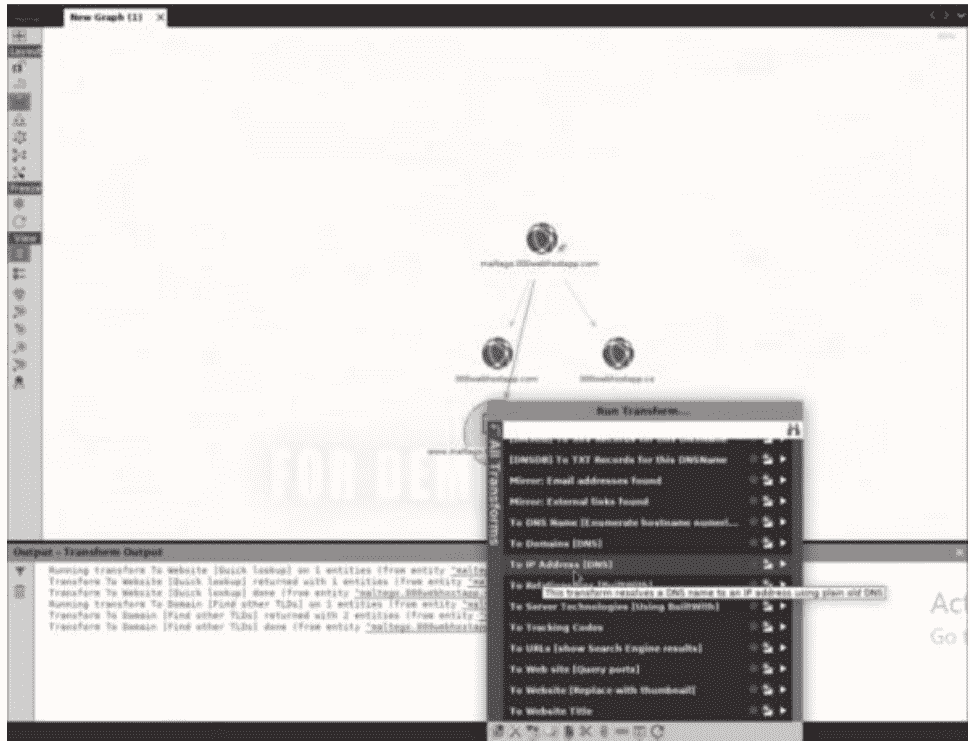 New Graph (1)
maltego.000webhostapp.com
000webhostapp.com
000webhostapp.ca
www.maltego.
Run Transform...
All Transforms
[DNSDB] To TXT Records for this DNSName
Mirror: Email addresses found
Mirror: External links found
To DNS Name [Enumerate hostname numeri...
To Domains [DNS]
To IP Address [DNS]
This transform resolves a DNS name to an IP address using plain old DNS
To Server Technologies [Using BuiltWith]
To Tracking Codes
To URLs [show Search Engine results]
To Web site [Query ports]
To Website [Replace with thumbnail]
To Website Title
FOR DEM
Output - Transform Output
Running transform To Website [Quick lookup] on 1 entities (from entity "malte
Transform To Website [Quick lookup] returned with 1 entities (from entity "ma
Transform To Website [Quick lookup] done (from entity "maltego.000webhostapp
Running transform To Domain [Find other TLDs] on 1 entities (from entity "ma
Transform To Domain [Find other TLDs] returned with 2 entities (from entity
Transform To Domain [Find other TLDs] done (from entity "maltego.000webhostap
Act
Go t